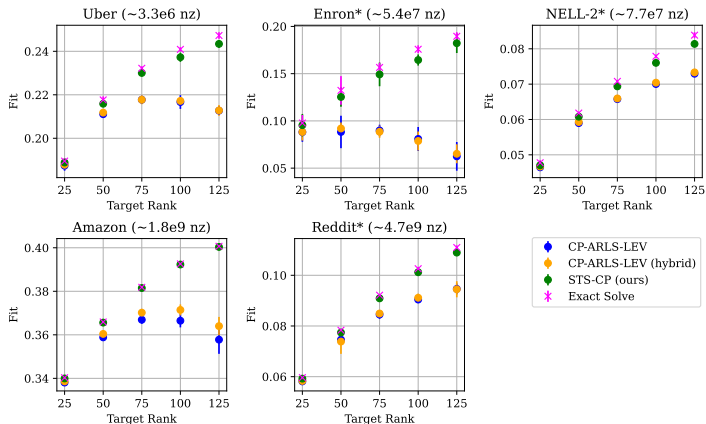 Uber (~3.3e6 nz)
Fit
0.24
0.22
0.20
25 50 75 100 125
Target Rank
Enron* (~5.4e7 nz)
Fit
0.20
0.15
0.10
0.05
25 50 75 100 125
Target Rank
NELL-2* (~7.7e7 nz)
Fit
0.08
0.07
0.06
0.05
25 50 75 100 125
Target Rank
Amazon (~1.8e9 nz)
Fit
0.40
0.38
0.36
0.34
25 50 75 100 125
Target Rank
Reddit* (~4.7e9 nz)
Fit
0.10
0.08
0.06
25 50 75 100 125
Target Rank
CP-ARLS-LEV
CP-ARLS-LEV (hybrid)
STS-CP (ours)
Exact Solve